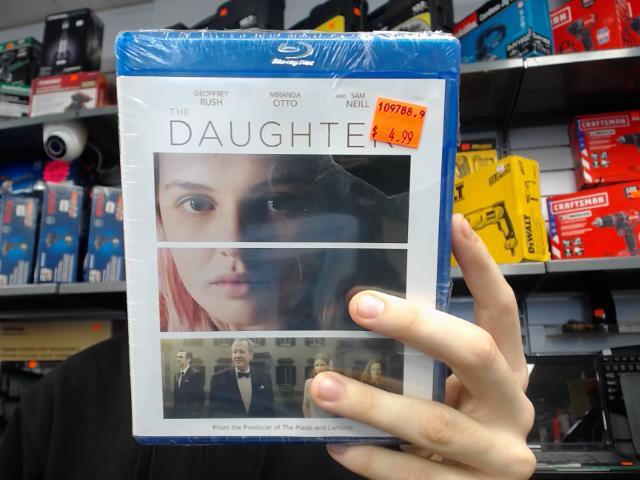 Blu-ray Disc
GEOFFREY RUSH
MIRANDA OTTO
AND SAM NEILL
THE
DAUGHTE
109788.9
$ 4.99
From the Producer of The Piano and Lantana
CRAFTSMAN
CRAFTSMAN
CRAFTSMAN
DEWALT
BOSCH